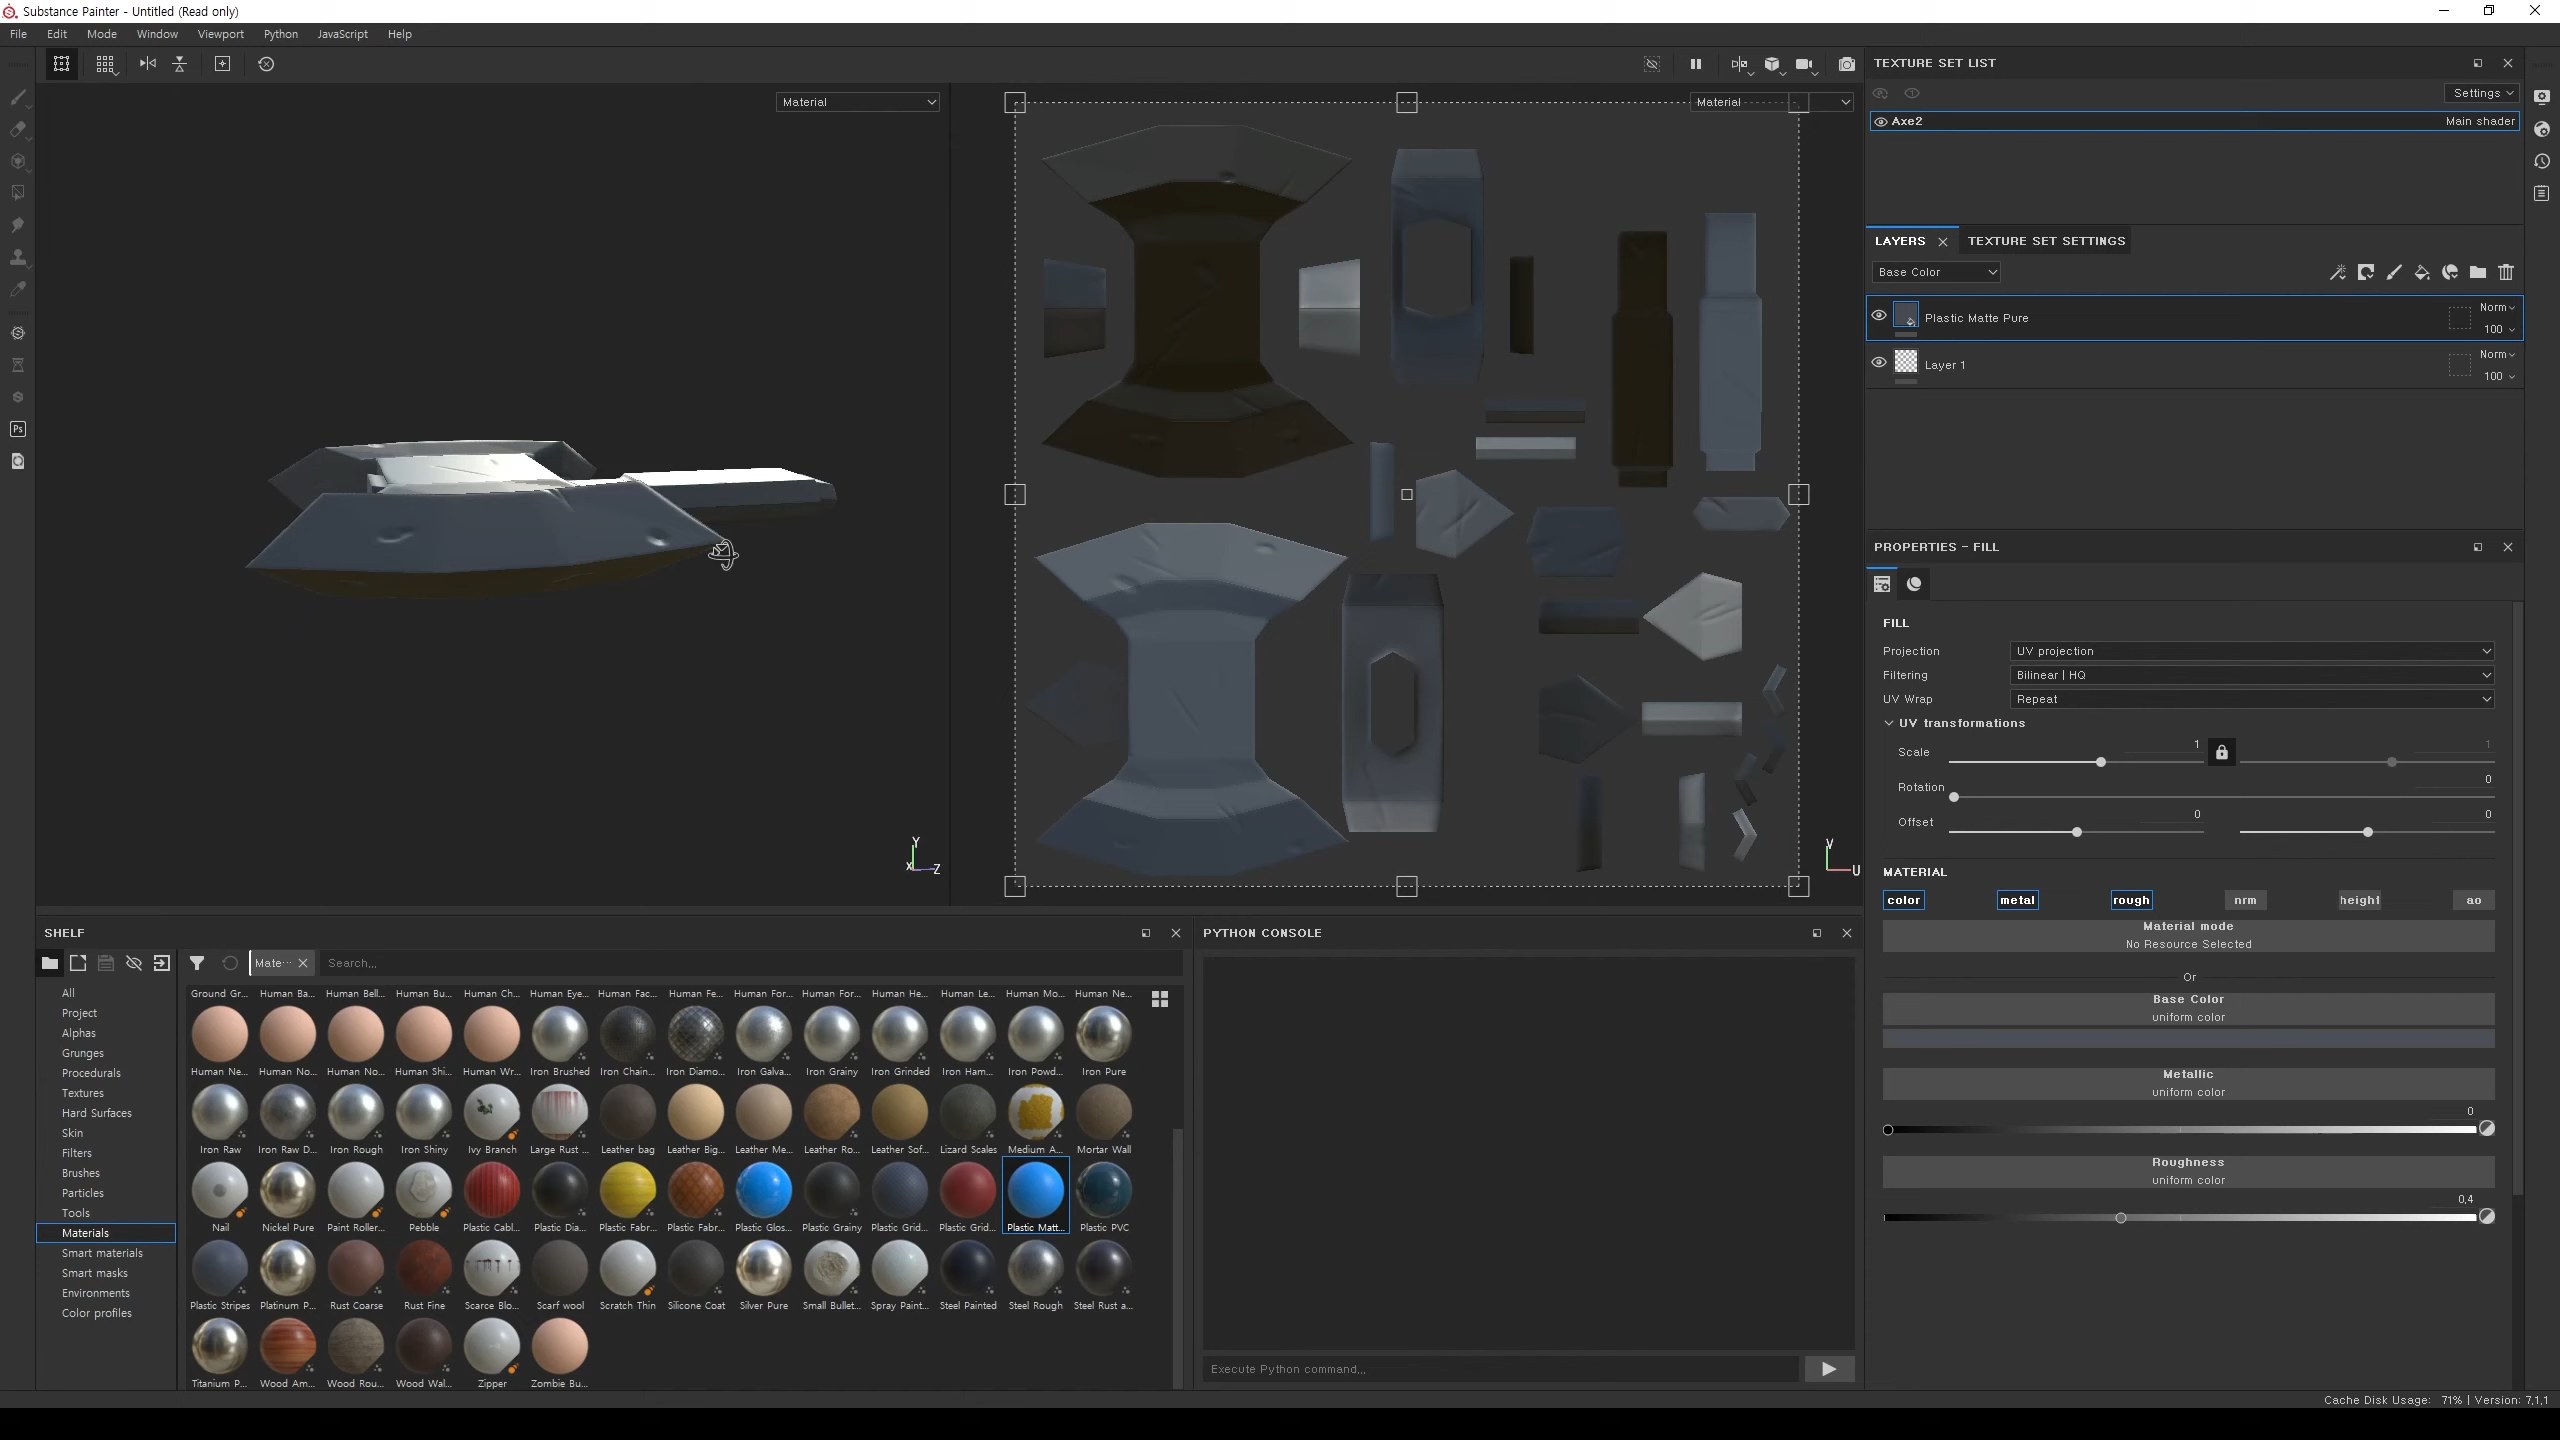 Substance Painter - Untitled (Read only)
File Edit Mode Window Viewport Python JavaScript Help
Material
Material
TEXTURE SET LIST
Settings
Axe2 Main shader
LAYERS TEXTURE SET SETTINGS
Base Color
Plastic Matte Pure Norm
100
Layer 1 Norm
100
PROPERTIES - FILL
FILL
Projection UV projection
Filtering Bilinear | HQ
UV Wrap Repeat
UV transformations
Scale 1 1
Rotation 0
Offset 0 0
MATERIAL
color metal rough nrm height ao
Material mode
No Resource Selected
Or
Base Color
uniform color
Metallic
uniform color
0
Roughness
uniform color
0,4
Y
X Z
V
U
Ps
SHELF
Mate... Search...
All
Project
Alphas
Grunges
Procedurals
Textures
Hard Surfaces
Skin
Filters
Brushes
Particles
Tools
Materials
Smart materials
Smart masks
Environments
Color profiles
Ground Gr... Human Ba... Human Bell... Human Bu... Human Ch... Human Eye... Human Fac... Human Fe... Human For... Human For... Human He... Human Le... Human Mo... Human Ne...
Human Ne... Human No... Human No... Human Shi... Human Wr... Iron Brushed Iron Chain... Iron Diamo... Iron Galva... Iron Grainy Iron Grinded Iron Ham... Iron Powd... Iron Pure
Iron Raw Iron Raw D... Iron Rough Iron Shiny Ivy Branch Large Rust ... Leather bag Leather Big... Leather Me... Leather Ro... Leather Sof... Lizard Scales Medium A... Mortar Wall
Nail Nickel Pure Paint Roller... Pebble Plastic Cabl... Plastic Dia... Plastic Fabr... Plastic Fabr... Plastic Glos... Plastic Grainy Plastic Grid... Plastic Grid... Plastic Matt... Plastic PVC
Plastic Stripes Platinum P... Rust Coarse Rust Fine Scarce Blo... Scarf wool Scratch Thin Silicone Coat Silver Pure Small Bullet... Spray Paint... Steel Painted Steel Rough Steel Rust a...
Titanium P... Wood Am... Wood Rou... Wood Wal... Zipper Zombie Bu...
PYTHON CONSOLE
Execute Python command...
Cache Disk Usage: 71% | Version: 7,1,1